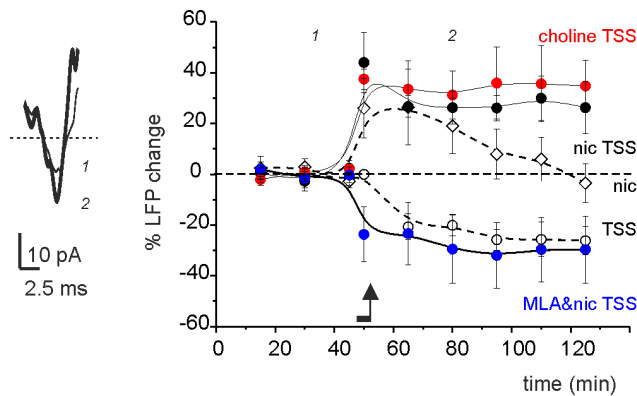 1
2
10 pA
2.5 ms
% LFP change
60
40
20
0
-20
-40
-60
1
2
choline TSS
nic TSS
nic
TSS
MLA&nic TSS
0
20
40
60
80
100
120
140
time (min)